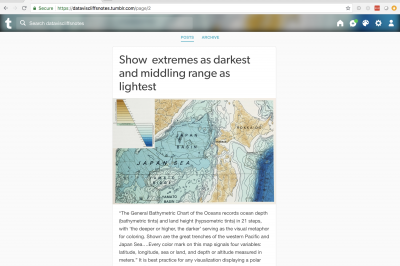 Secure
https://datavisclifsnotes.tumblr.com/page/2
t
Search dataviscliffsnotes
POSTS
ARCHIVE
Show extremes as darkest
and middling range as
lightest
HOKKAIDO
JAPAN
BASIN
JAPAN SEA
YAMATO
RIDGE
YAMATO
BASIN
"The General Bathymetric Chart of the Oceans records ocean depth
(bathymetric tints) and land height (hypsometric tints) in 21 steps,
with 'the deeper or higher, the darker' serving as the visual metaphor
for coloring. Shown are the great trenches of the western Pacific and
Japan Sea....Every color mark on this map signals four variables:
latitude, longitude, sea or land, and depth or altitude measured in
meters." It is best practice for any visualization displaying a polar